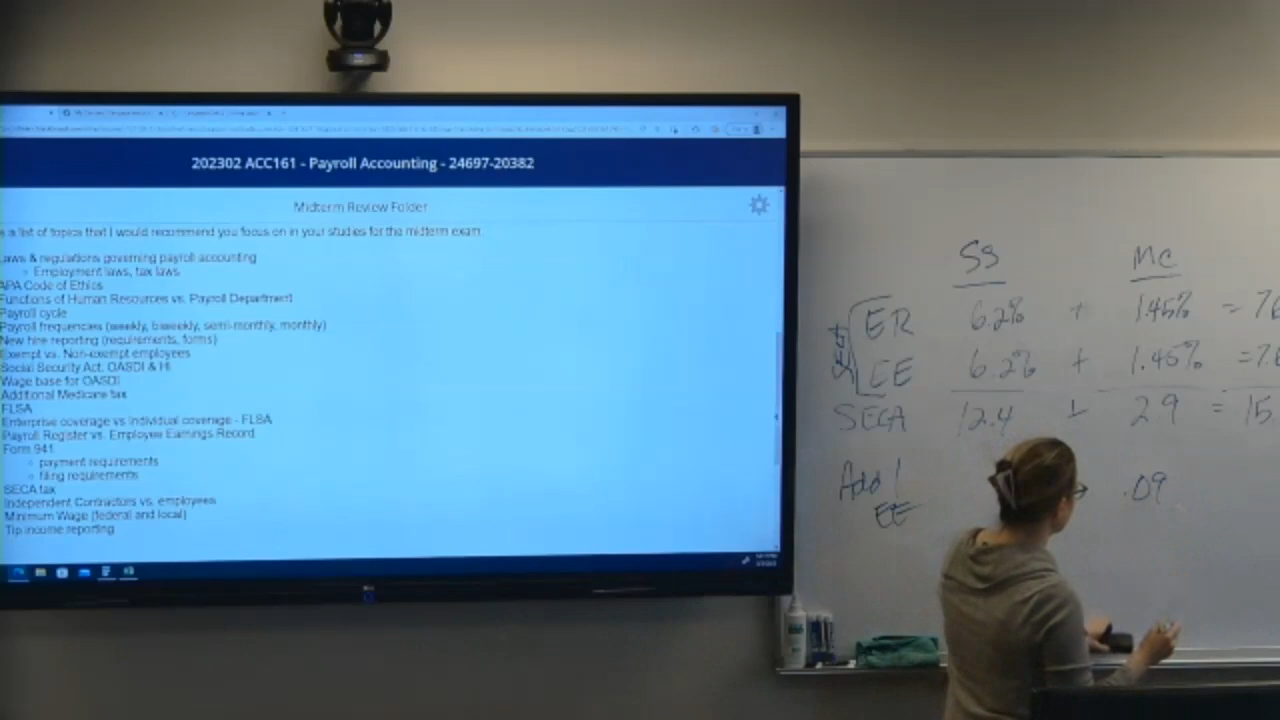 202302 ACC161 - Payroll Accounting - 24697-20382
Midterm Review Folder
s a list of topics that I would recommend you focus on in your studies for the midterm exam.
aws & regulations governing payroll accounting
Employment laws, tax laws
APA Code of Ethics
Functions of Human Resources vs. Payroll Department
Payroll cycle
Payroll frequencies (weekly, biweekly, semi-monthly, monthly)
New hire reporting (requirements, forms)
Exempt vs. Non-exempt employees
Social Security Act, OASDI & HI
Wage base for OASDI
Additional Medicare tax
FLSA
Enterprise coverage vs individual coverage - FLSA
Payroll Register vs. Employee Earnings Record
Form 941
payment requirements
filing requirements
SECA tax
Independent Contractors vs. employees
Minimum Wage (federal and local)
Tip income reporting
SS MC
ER 6.2% + 1.45% = 7.6
EE 6.2% + 1.45% = 7.6
SECA 12.4 + 2.9 = 15.
Add'l .09
EE